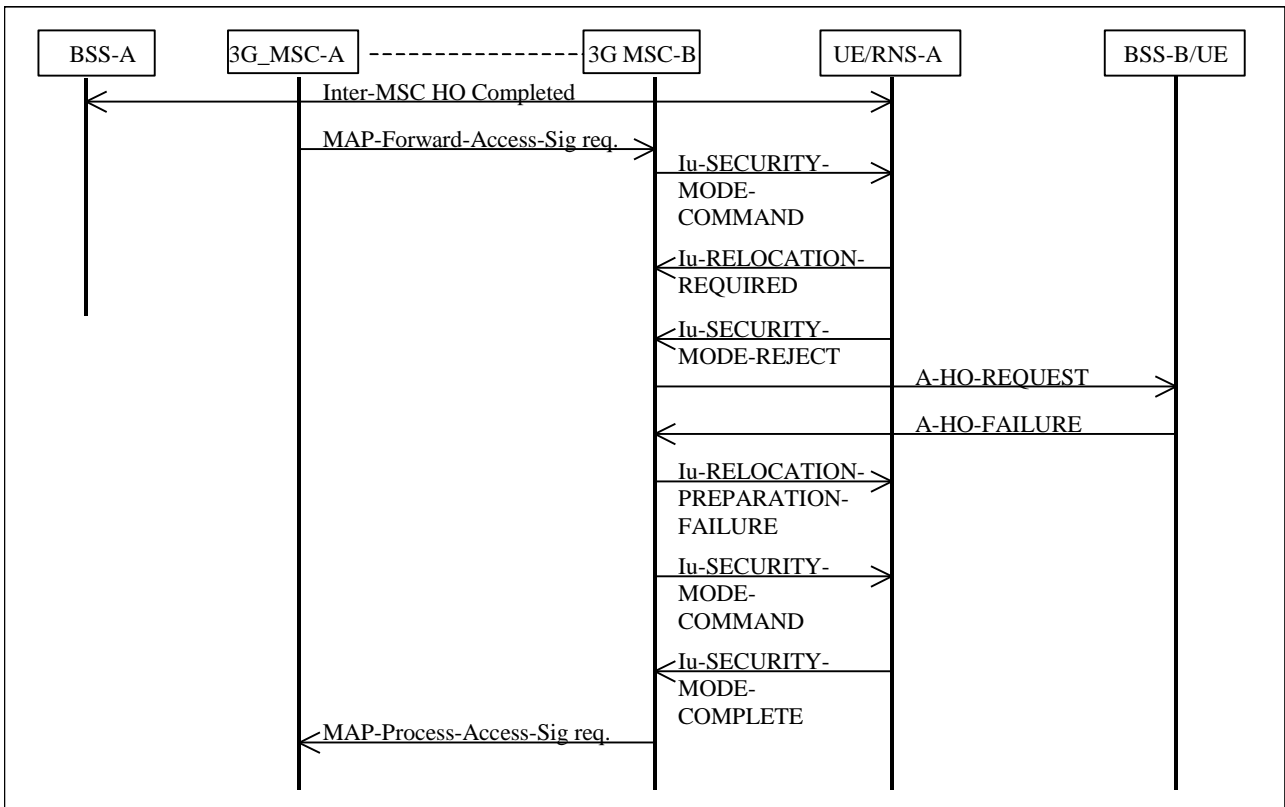 BSS-A
3G_MSC-A
3G MSC-B
UE/RNS-A
BSS-B/UE
Inter-MSC HO Completed
MAP-Forward-Access-Sig req.
Iu-SECURITY-
MODE-
COMMAND
Iu-RELOCATION-
REQUIRED
Iu-SECURITY-
MODE-REJECT
A-HO-REQUEST
A-HO-FAILURE
Iu-RELOCATION-
PREPARATION-
FAILURE
Iu-SECURITY-
MODE-
COMMAND
Iu-SECURITY-
MODE-
COMPLETE
MAP-Process-Access-Sig req.